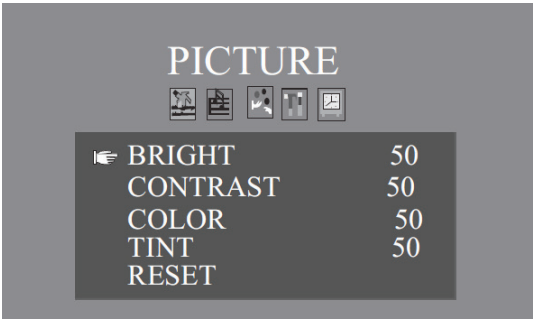 PICTURE
BRIGHT 50
CONTRAST 50
COLOR 50
TINT 50
RESET